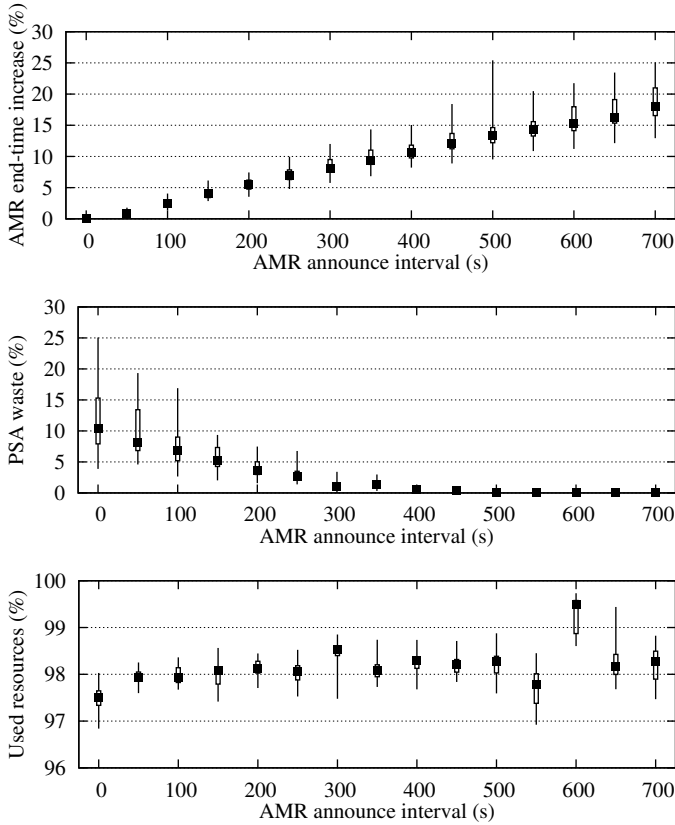 AMR end-time increase (%)
30
25
20
15
10
5
0
0 100 200 300 400 500 600 700
AMR announce interval (s)
PSA waste (%)
30
25
20
15
10
5
0
0 100 200 300 400 500 600 700
AMR announce interval (s)
Used resources (%)
100
99
98
97
96
0 100 200 300 400 500 600 700
AMR announce interval (s)